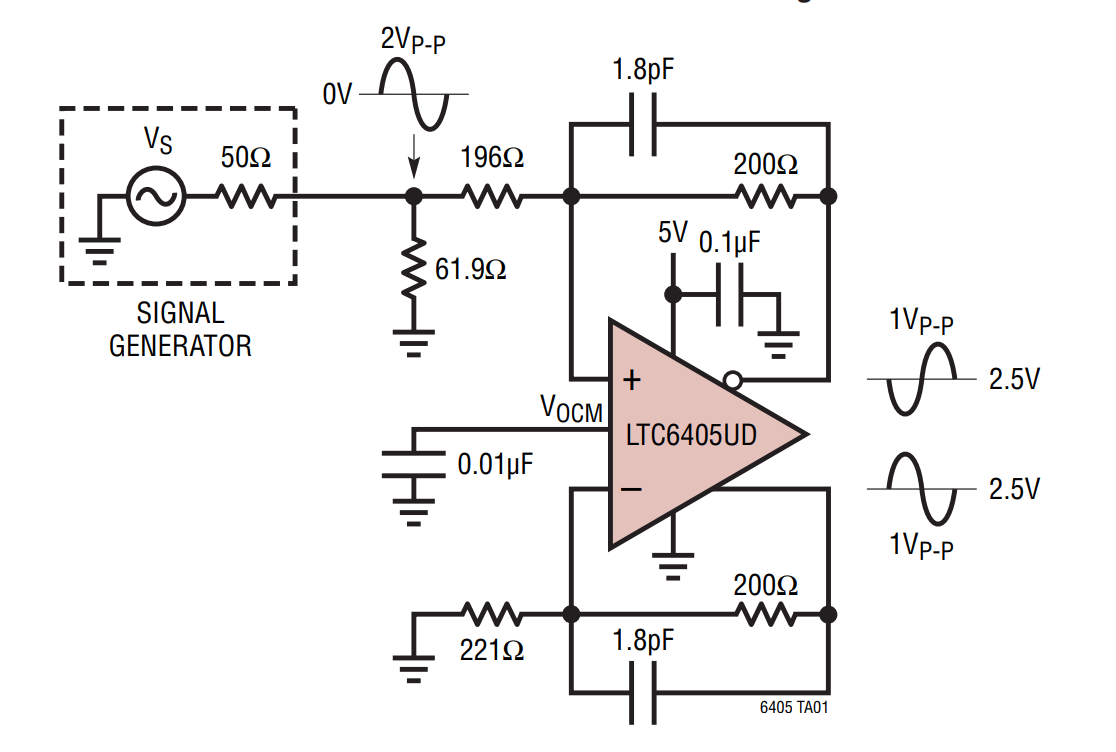 2VP-P
0V
1.8pF
VS
50Ω
196Ω
200Ω
5V
0.1µF
61.9Ω
SIGNAL
GENERATOR
1VP-P
+
2.5V
VOCM
LTC6405UD
0.01µF
–
2.5V
1VP-P
200Ω
221Ω
1.8pF
6405 TA01